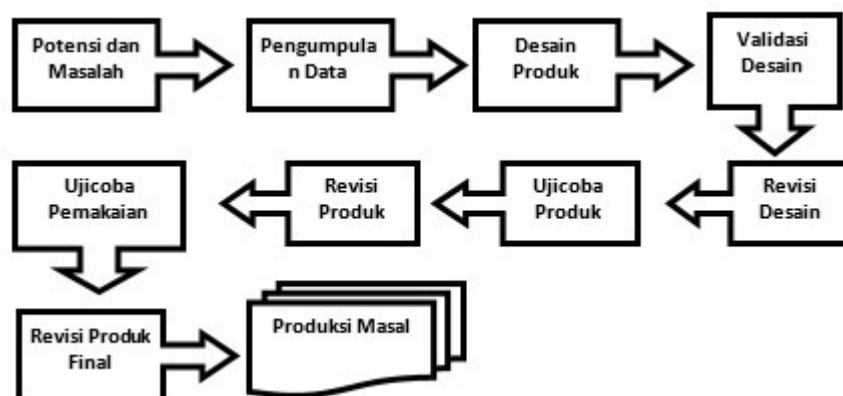 Potensi dan
Masalah
Pengumpula
n Data
Desain
Produk
Validasi
Desain
Revisi
Desain
Ujicoba
Produk
Revisi
Produk
Ujicoba
Pemakaian
Revisi Produk
Final
Produksi Masal